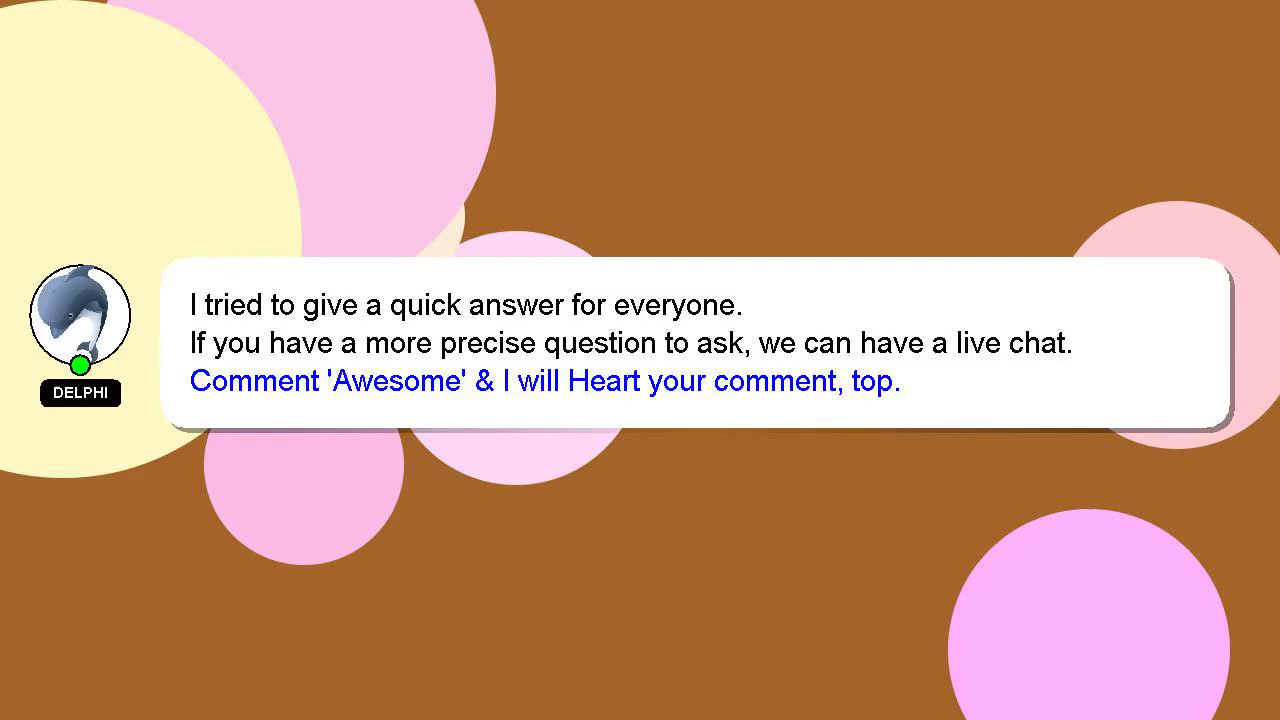 I tried to give a quick answer for everyone.
If you have a more precise question to ask, we can have a live chat.
Comment 'Awesome' & I will Heart your comment, top.
DELPHI